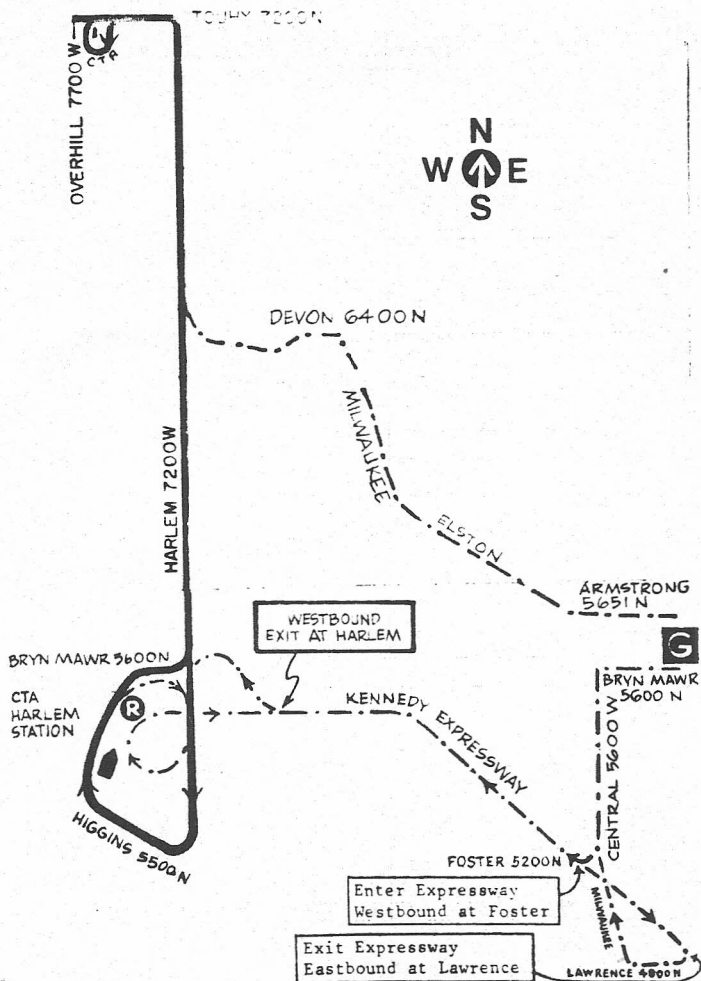 TOUHY 7200N
CTA
OVERHILL 7700W
N
W E
S
DEVON 6400N
MILWAUKEE
HARLEM 7200W
ELSTON
ARMSTRONG
5651 N
WESTBOUND
EXIT AT HARLEM
G
BRYN MAWR 5600N
BRYN MAWR
5600 N
CTA
HARLEM
STATION
R
KENNEDY EXPRESSWAY
CENTRAL 5600W
HIGGINS 5500N
FOSTER 5200N
Enter Expressway
Westbound at Foster
MILWAUKEE
Exit Expressway
Eastbound at Lawrence
LAWRENCE 4800N